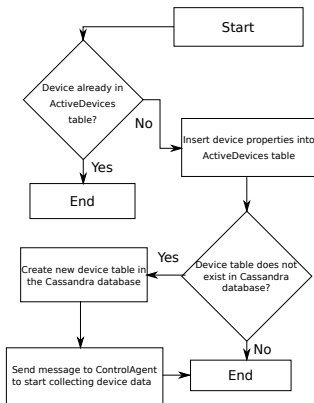 Start
Device already in
ActiveDevices
table?
No
Yes
End
Insert device properties into
ActiveDevices table
Device table does not
exist in Cassandra
database?
Yes
Create new device table in
the Cassandra database
No
Send message to ControlAgent
to start collecting device data
End